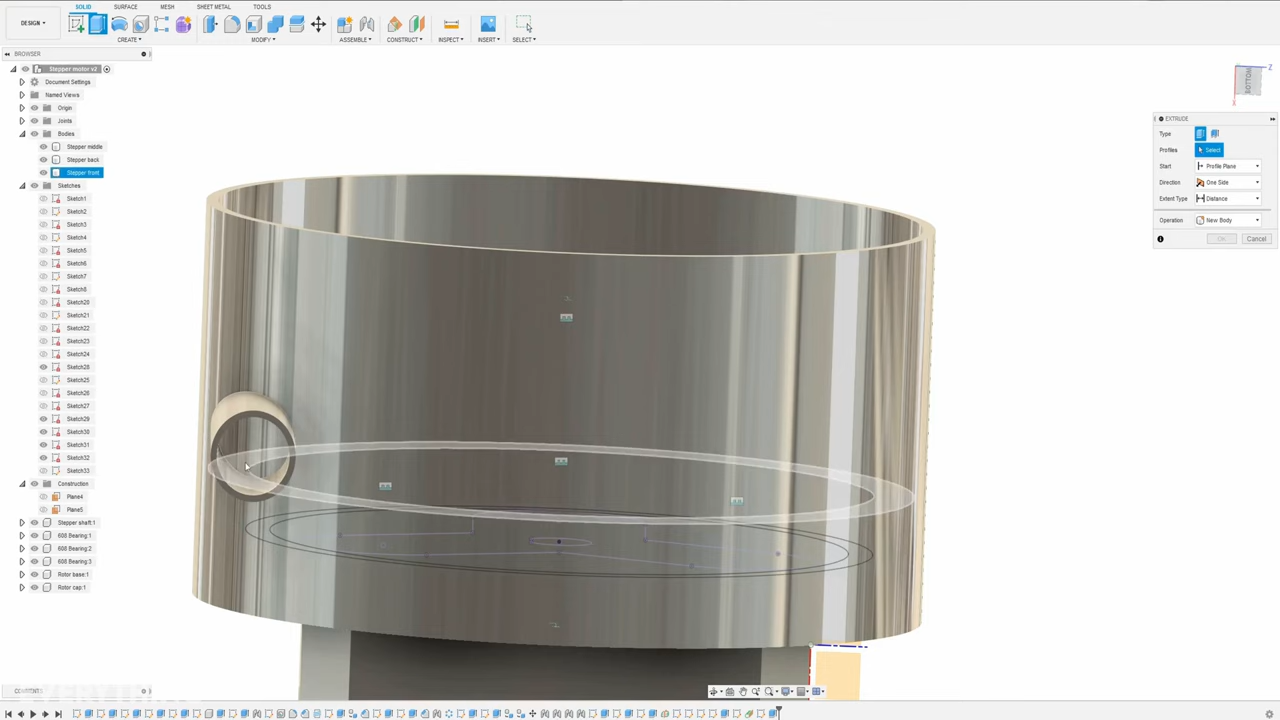 SOLID SURFACE MESH SHEET METAL TOOLS
DESIGN
CREATE MODIFY ASSEMBLE CONSTRUCT INSPECT INSERT SELECT
BROWSER
Stepper motor v2
Document Settings
Named Views
Origin
Joints
Bodies
Stepper middle
Stepper back
Stepper front
Sketches
Sketch1
Sketch2
Sketch3
Sketch4
Sketch5
Sketch6
Sketch7
Sketch8
Sketch20
Sketch21
Sketch22
Sketch23
Sketch24
Sketch28
Sketch25
Sketch26
Sketch27
Sketch29
Sketch30
Sketch31
Sketch32
Sketch33
Construction
Plane4
Plane5
Stepper shaft:1
608 Bearing:1
608 Bearing:2
608 Bearing:3
Rotor base:1
Rotor cap:1
COMMENTS
BOTTOM
Z
X
EXTRUDE
Type
Profiles Select
Start Profile Plane
Direction One Side
Extent Type Distance
Operation New Body
OK Cancel